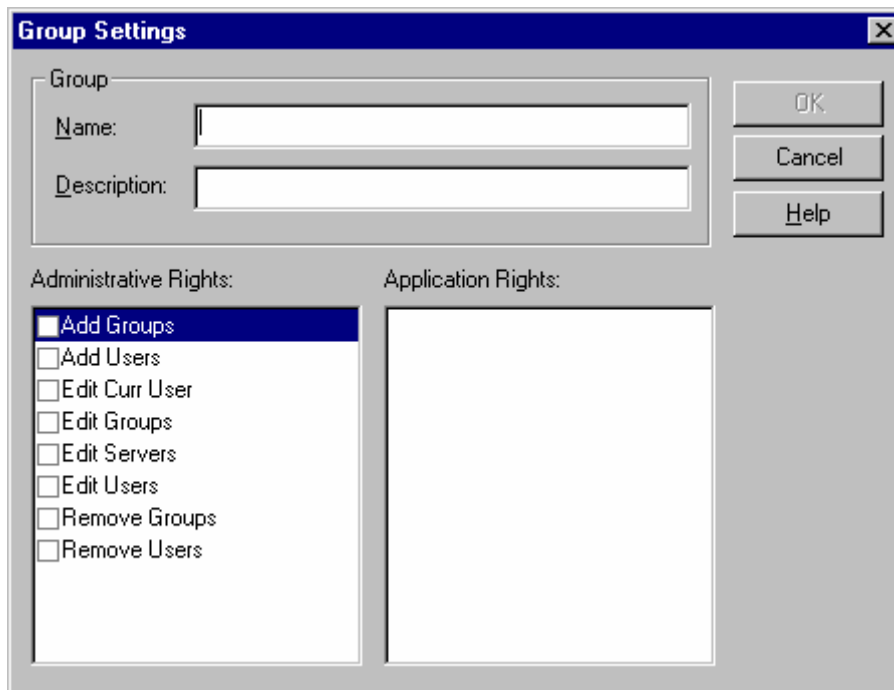 Group Settings
Group
Name:
Description:
OK
Cancel
Help
Administrative Rights:
Application Rights:
Add Groups
Add Users
Edit Curr User
Edit Groups
Edit Servers
Edit Users
Remove Groups
Remove Users